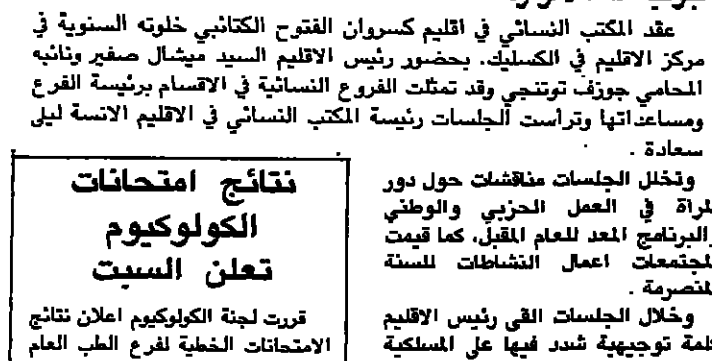 عقد المكتب النسائي في اقليم كسروان الفتوح الكتائبي خلوته السنوية في
مركز الاقليم في الكسليك. بحضور رئيس الاقليم السيد ميشال صفير ونائبه
المحامي جوزف توتنجي وقد تمثلت الفروع النسائية في الاقسام برئيسة الفرع
ومساعداتها وترأست الجلسات رئيسة المكتب النسائي في الاقليم الانسة ليلى
سعادة .
وتخلل الجلسات مناقشات حول دور
المراة في العمل الحزبي والوطني
والبرنامج المعد للعام المقبل، كما قيمت
المجتمعات اعمال النشاطات للسنة
المنصرمة .
وخلال الجلسات القى رئيس الاقليم
كلمة توجيهية شدد فيها على المسلكية
نتائج امتحانات
الكولوكيوم
تعلن السبت
قررت لجنة الكولوكيوم اعلان نتائج
الامتحانات الخطية لفرع الطب العام